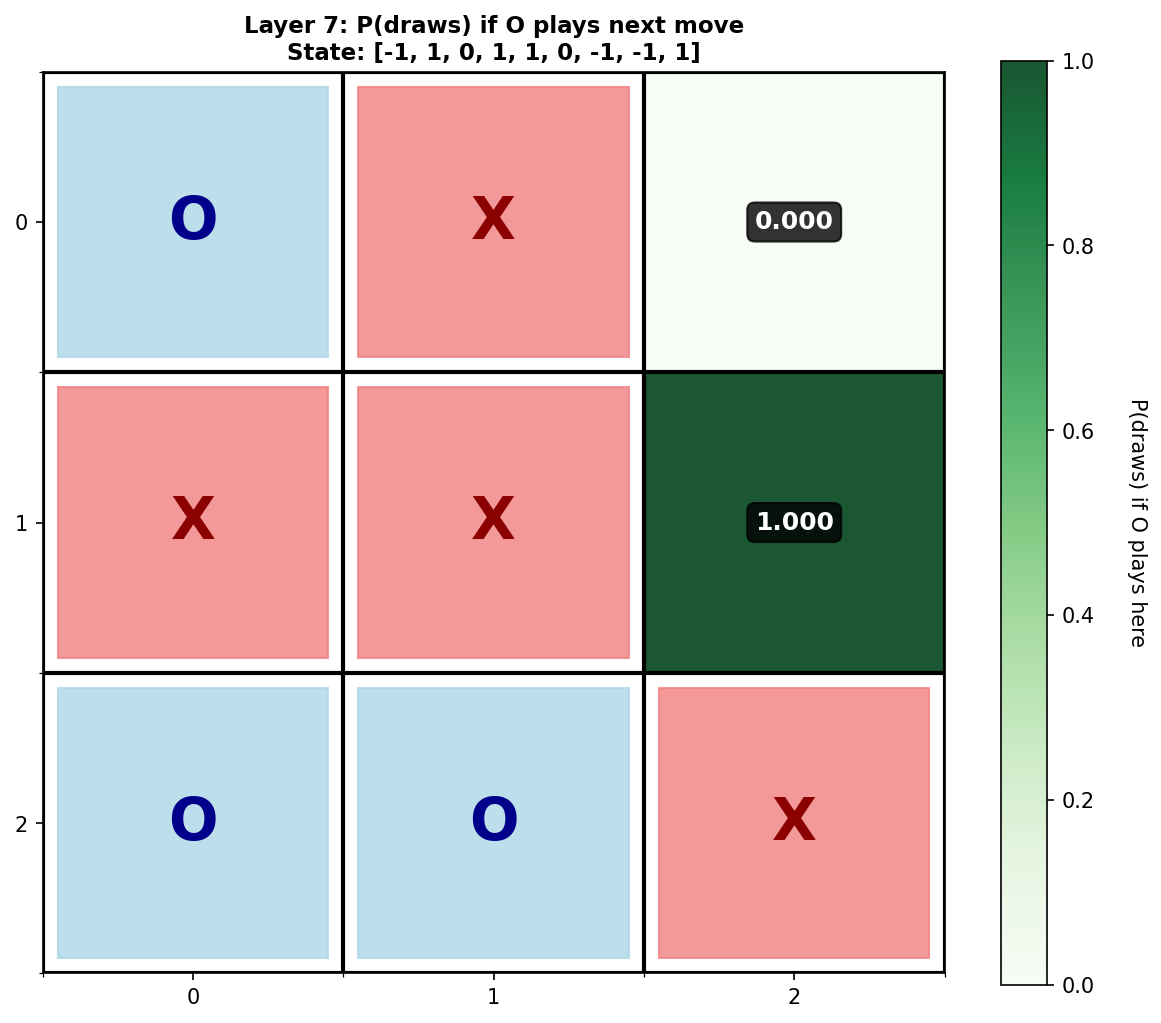 Layer 7: P(draws) if O plays next move
State: [-1, 1, 0, 1, 1, 0, -1, -1, 1]
0
O
X
0.000
1
X
X
1.000
2
O
O
X
0
1
2
1.0
0.8
0.6
0.4
0.2
0.0
P(draws) if O plays here